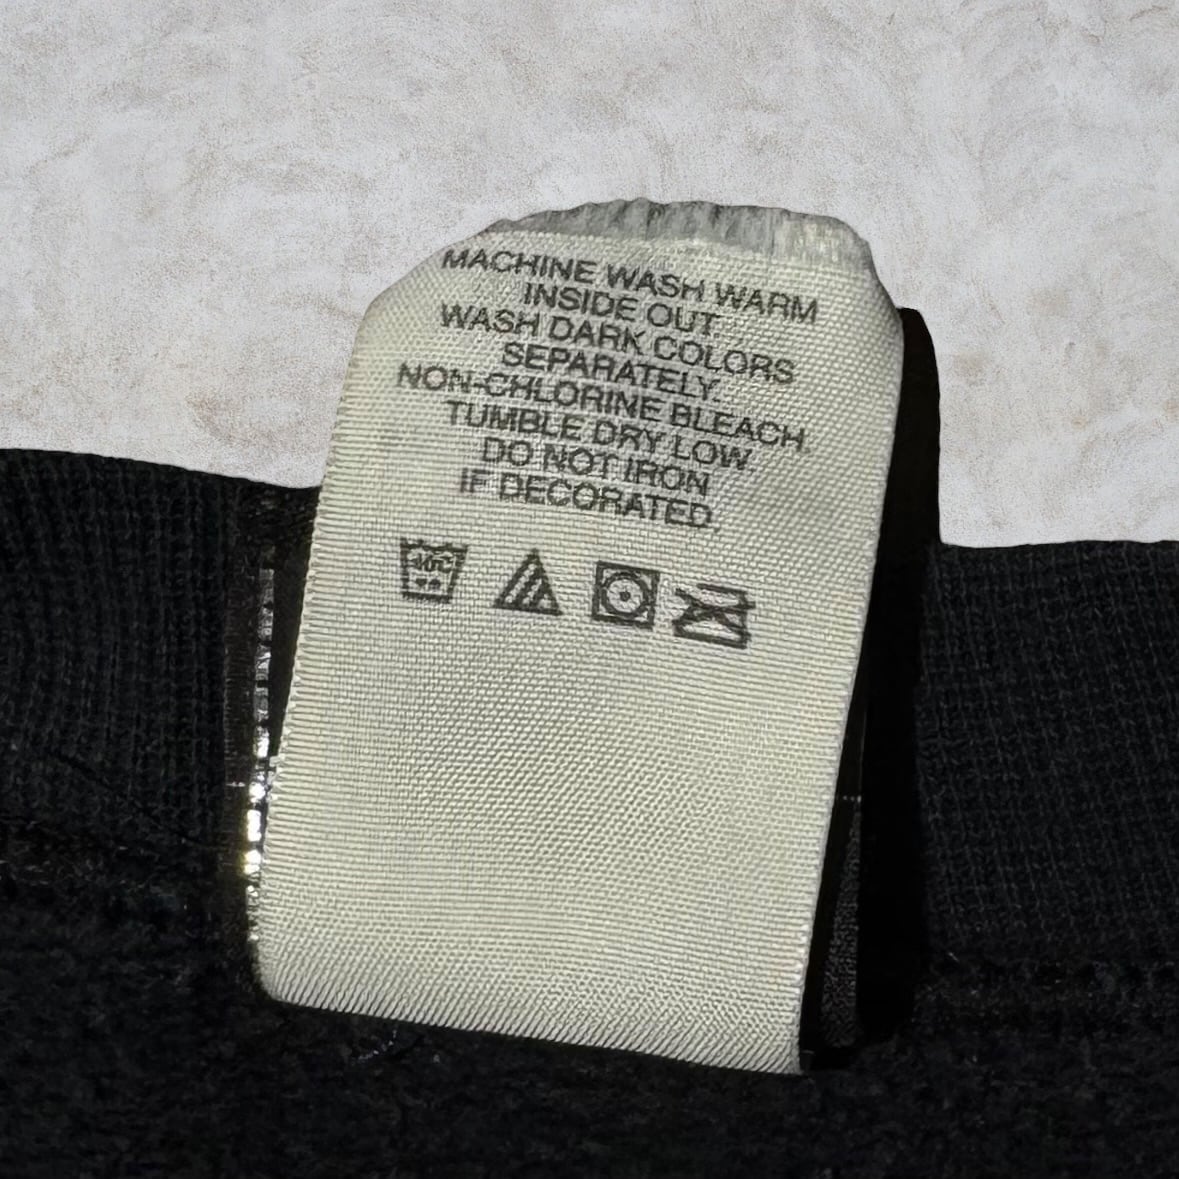 MACHINE WASH WARM
INSIDE OUT.
WASH DARK COLORS
SEPARATELY.
NON-CHLORINE BLEACH.
TUMBLE DRY LOW.
DO NOT IRON
IF DECORATED.
40°C